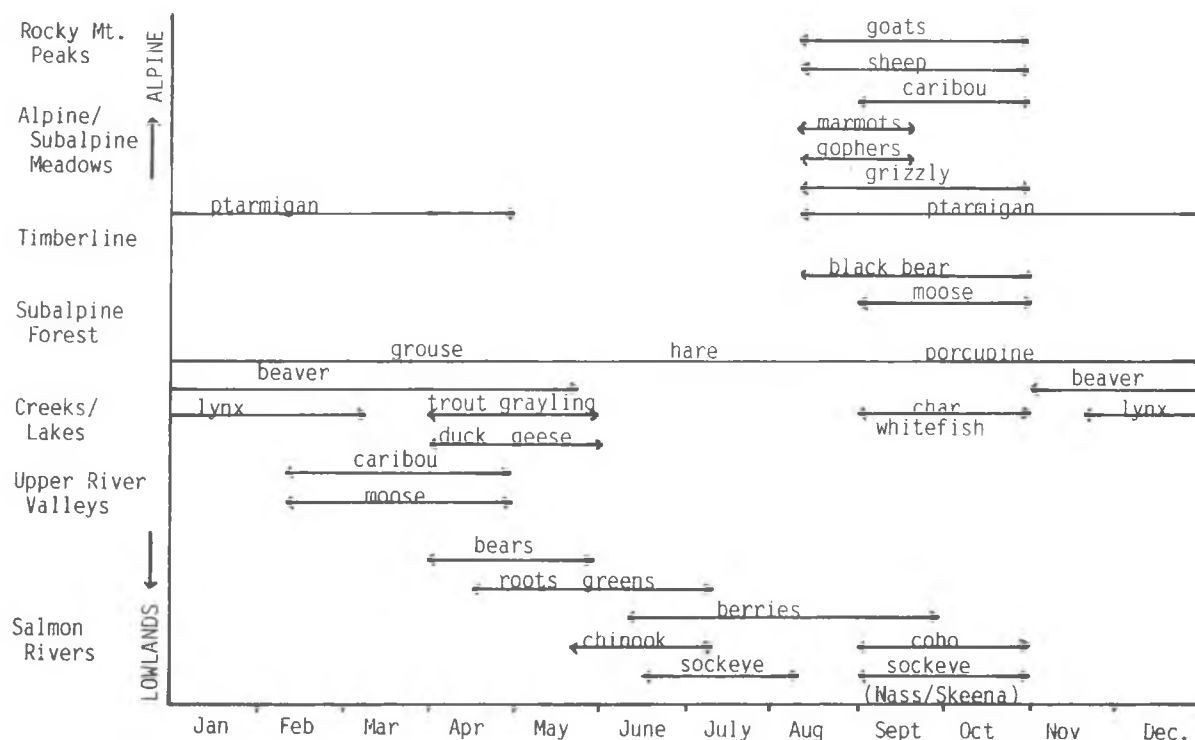 Rocky Mt.
Peaks
ALPINE
goats
sheep
caribou
Alpine/
Subalpine
Meadows
marmots
gophers
grizzly
ptarmigan
ptarmigan
Timberline
black bear
moose
Subalpine
Forest
grouse hare porcupine
beaver
beaver
Creeks/
Lakes
lynx
trout grayling
char
whitefish
lynx
duck geese
caribou
Upper River
Valleys
moose
bears
roots greens
berries
LOWLANDS
Salmon
Rivers
chinook
coho
sockeye
sockeye
(Nass/Skeena)
Jan Feb Mar Apr May June July Aug Sept Oct Nov Dec.